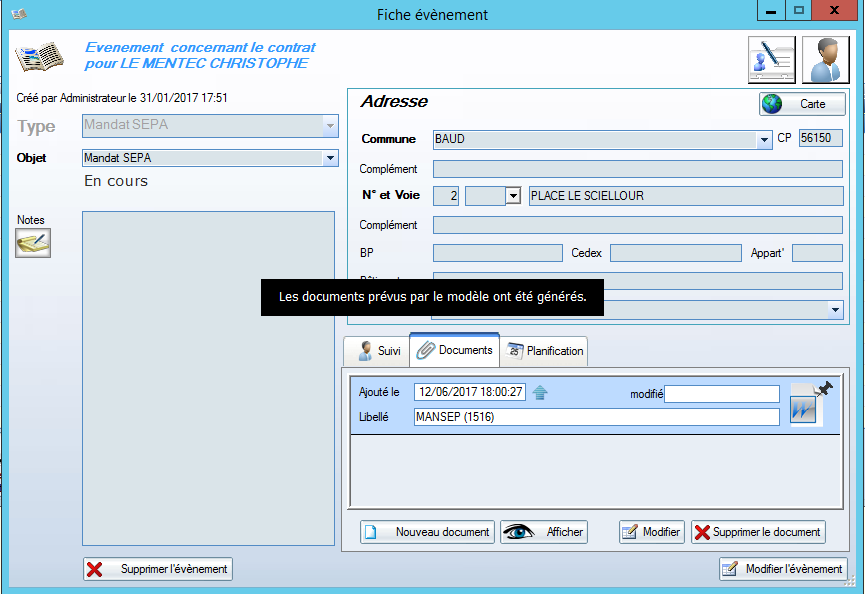 Fiche évènement
Evenement concernant le contrat
pour LE MENTEC CHRISTOPHE
Créé par Administrateur le 31/01/2017 17:51
Type Mandat SEPA
Objet Mandat SEPA
En cours
Notes
Adresse
Carte
Commune BAUD CP 56150
Complément
N° et Voie 2 PLACE LE SCIELLOUR
Complément
BP Cedex Appart'
Les documents prévus par le modèle ont été générés.
Suivi Documents Planification
Ajouté le 12/06/2017 18:00:27 modifié
Libellé MANSEP (1516)
Nouveau document Afficher Modifier Supprimer le document
Supprimer l'évènement Modifier l'évènement